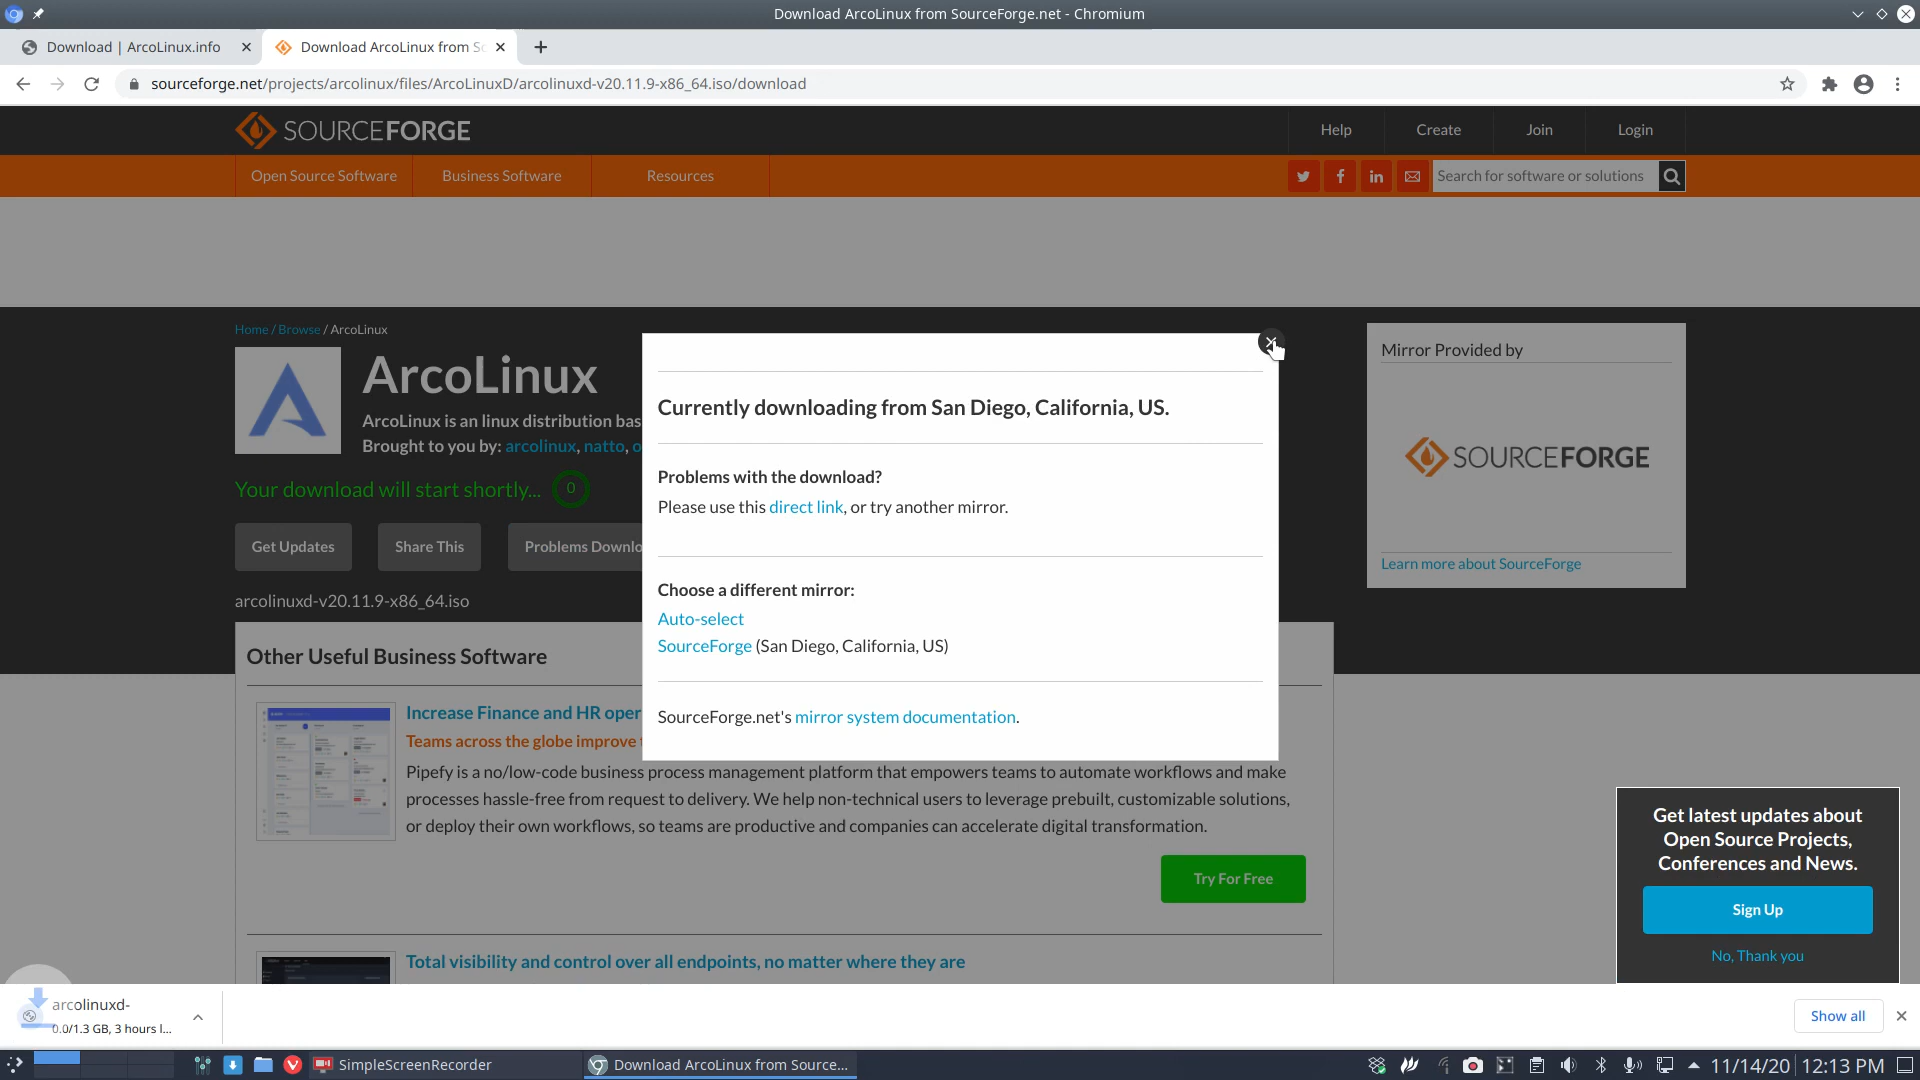 Download ArcoLinux from SourceForge.net - Chromium
Download | ArcoLinux.info
Download ArcoLinux from Sc
sourceforge.net/projects/arcolinux/files/ArcoLinuxD/arcolinuxd-v20.11.9-x86_64.iso/download
SOURCEFORGE
Help
Create
Join
Login
Open Source Software
Business Software
Resources
Search for software or solutions
Home / Browse / ArcoLinux
ArcoLinux
ArcoLinux is an linux distribution bas
Brought to you by: arcolinux, natto, o
Your download will start shortly... 0
Get Updates
Share This
Problems Downlo
arcolinuxd-v20.11.9-x86_64.iso
Currently downloading from San Diego, California, US.
Problems with the download?
Please use this direct link, or try another mirror.
Choose a different mirror:
Auto-select
SourceForge (San Diego, California, US)
SourceForge.net's mirror system documentation.
Mirror Provided by
SOURCEFORGE
Learn more about SourceForge
Other Useful Business Software
Increase Finance and HR oper
Teams across the globe improve
Pipefy is a no/low-code business process management platform that empowers teams to automate workflows and make
processes hassle-free from request to delivery. We help non-technical users to leverage prebuilt, customizable solutions,
or deploy their own workflows, so teams are productive and companies can accelerate digital transformation.
Try For Free
Total visibility and control over all endpoints, no matter where they are
Get latest updates about
Open Source Projects,
Conferences and News.
Sign Up
No, Thank you
arcolinuxd-
0.0/1.3 GB, 3 hours l...
Show all
SimpleScreenRecorder
Download ArcoLinux from Source...
11/14/20
12:13 PM